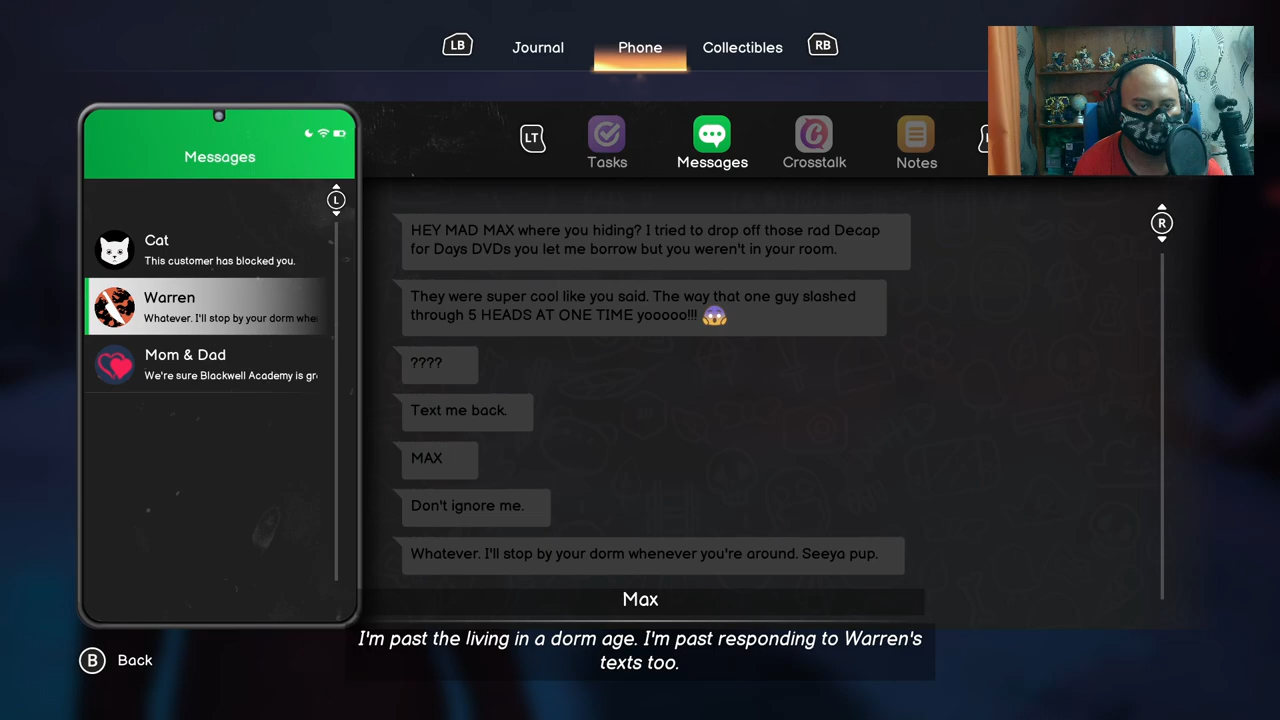 LB
Journal
Phone
Collectibles
RB
Messages
LT
Tasks
Messages
Crosstalk
Notes
L
R
Cat
This customer has blocked you.
Warren
Whatever. I'll stop by your dorm whe
Mom & Dad
We're sure Blackwell Academy is gr
HEY MAD MAX where you hiding? I tried to drop off those rad Decap
for Days DVDs you let me borrow but you weren't in your room.
They were super cool like you said. The way that one guy slashed
through 5 HEADS AT ONE TIME yooooo!!! 😱
????
Text me back.
MAX
Don't ignore me.
Whatever. I'll stop by your dorm whenever you're around. Seeya pup.
Max
I'm past the living in a dorm age. I'm past responding to Warren's
texts too.
B Back